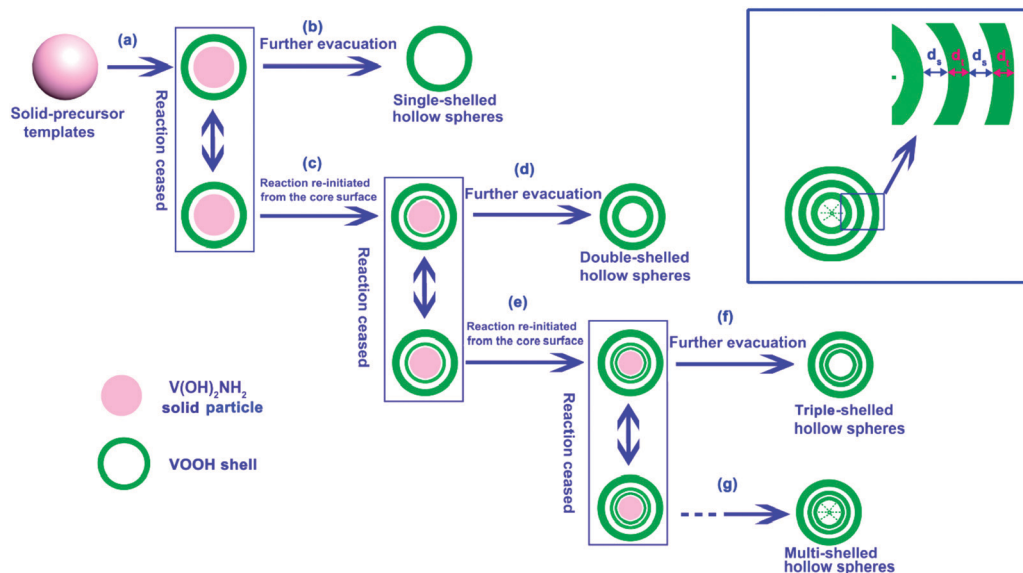 (a)
Solid-precursor
templates
Reaction ceased
(b)
Further evacuation
Single-shelled
hollow spheres
(c)
Reaction re-initiated
from the core surface
Reaction ceased
(d)
Further evacuation
Double-shelled
hollow spheres
(e)
Reaction re-initiated
from the core surface
Reaction ceased
(f)
Further evacuation
Triple-shelled
hollow spheres
(g)
Multi-shelled
hollow spheres
V(OH)₂NH₂
solid particle
VOOH shell
dₛ dₜ dₛ dₜ